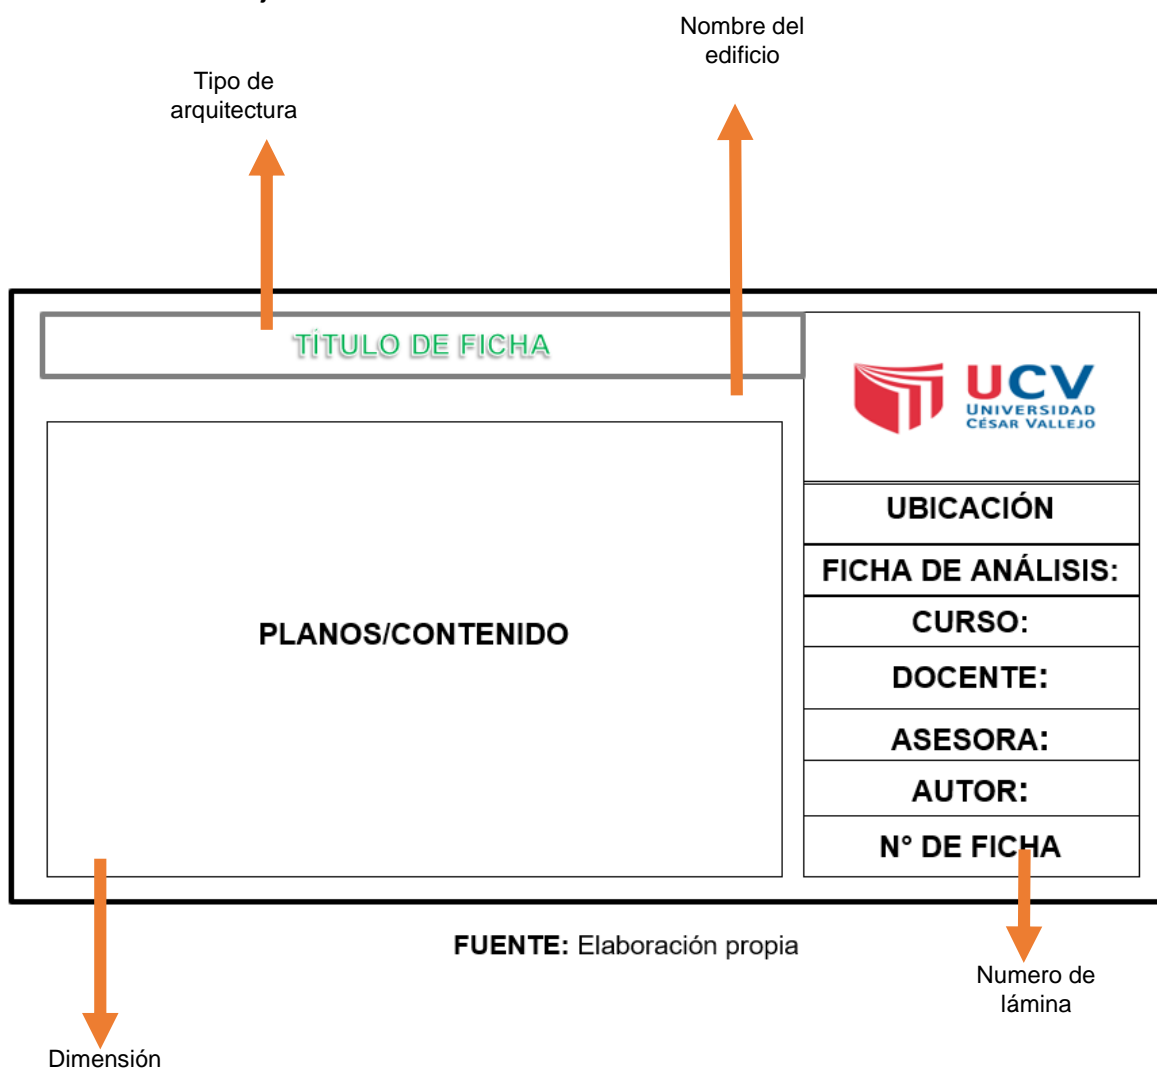 Nombre del
edificio
Tipo de
arquitectura
TÍTULO DE FICHA
UCV
UNIVERSIDAD
CÉSAR VALLEJO
UBICACIÓN
FICHA DE ANÁLISIS:
CURSO:
PLANOS/CONTENIDO
DOCENTE:
ASESORA:
AUTOR:
N° DE FICHA
FUENTE: Elaboración propia
Numero de
lámina
Dimensión